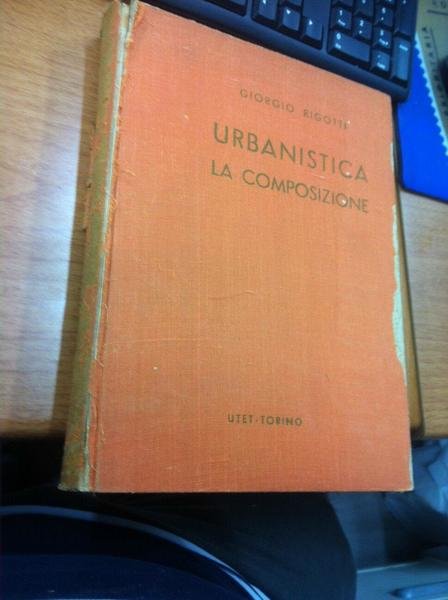 GIORGIO RIGOTTI
URBANISTICA
LA COMPOSIZIONE
UTET-TORINO